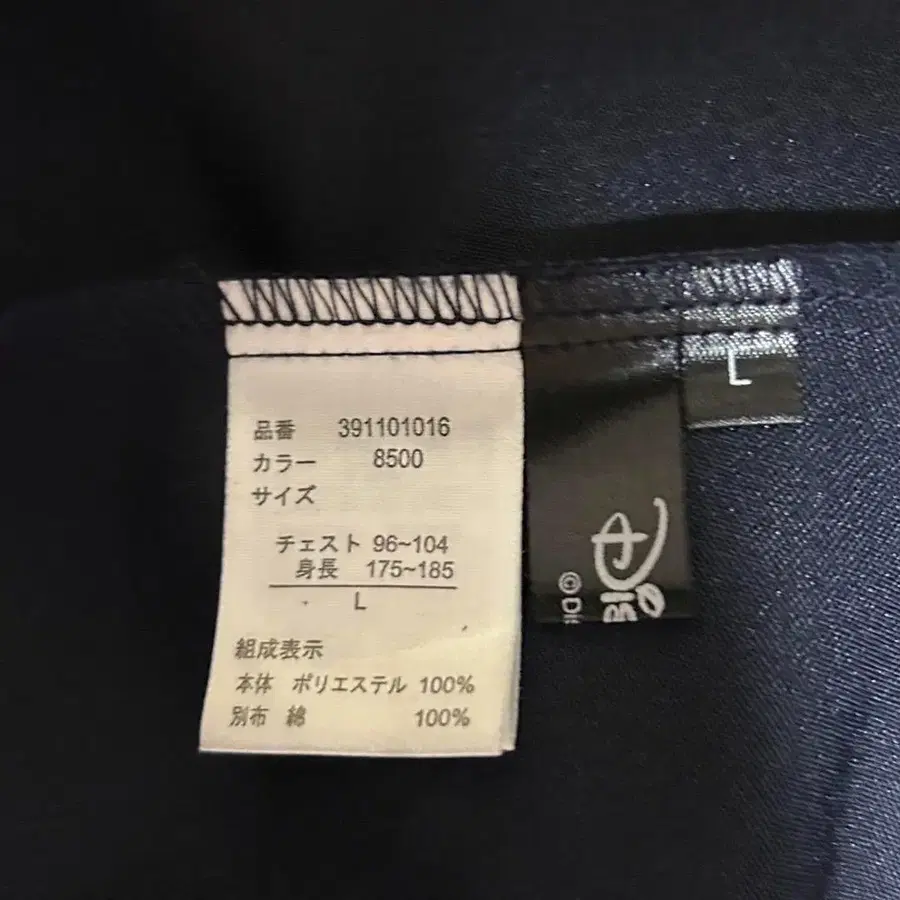 品番 391101016
カラー 8500
サイズ
チェスト 96~104
身長 175~185
L
組成表示
本体 ポリエステル 100%
別布 綿 100%
L